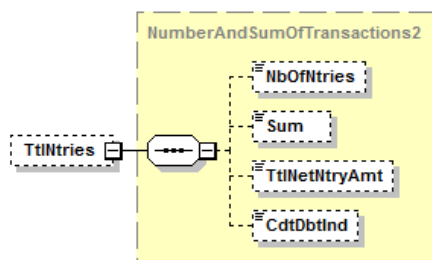 NumberAndSumOfTransactions2
NbOfNtries
Sum
TtlNtries
TtlNetNtryAmt
CdtDbtInd